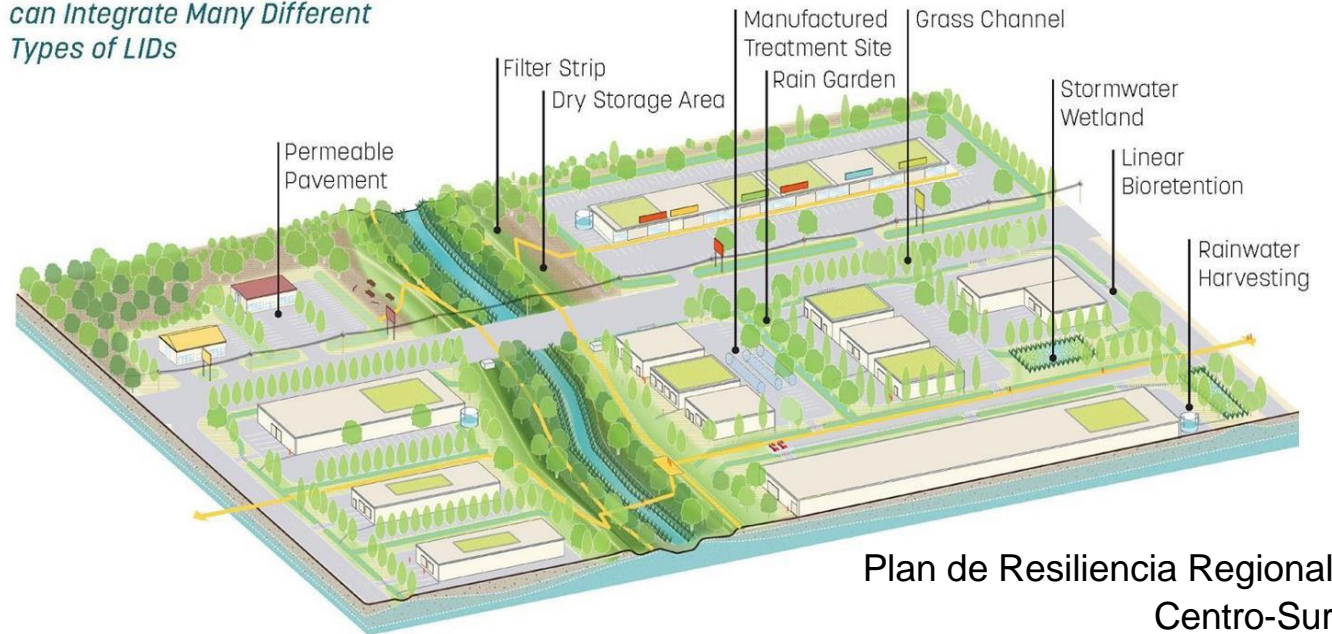 can Integrate Many Different
Types of LIDs
Manufactured
Treatment Site
Grass Channel
Filter Strip
Rain Garden
Dry Storage Area
Stormwater
Wetland
Permeable
Pavement
Linear
Bioretention
Rainwater
Harvesting
Plan de Resiliencia Regional
Centro-Sur